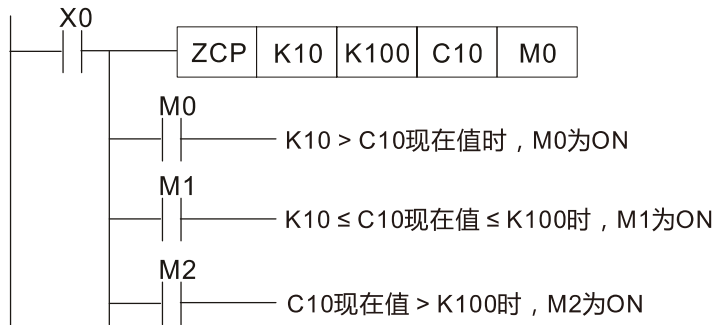 X0
ZCP K10 K100 C10 M0
M0
K10 > C10现在值时，M0为ON
M1
K10 ≤ C10现在值 ≤ K100时，M1为ON
M2
C10现在值 > K100时，M2为ON